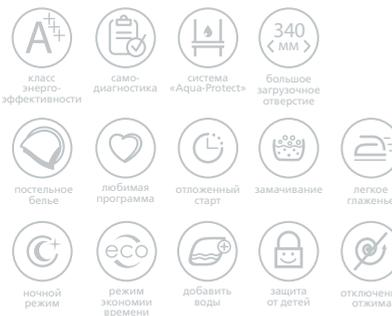 A+++
340
мм
класс
энерго-
эффективности
само-
диагностика
система
«Aqua-Protect»
большое
загрузочное
отверстие
постельное
белье
любимая
программа
отложенный
старт
замачивание
легкое
глаженье
eco
ночной
режим
режим
экономии
времени
добавить
воды
защита
от детей
отключени
отжима